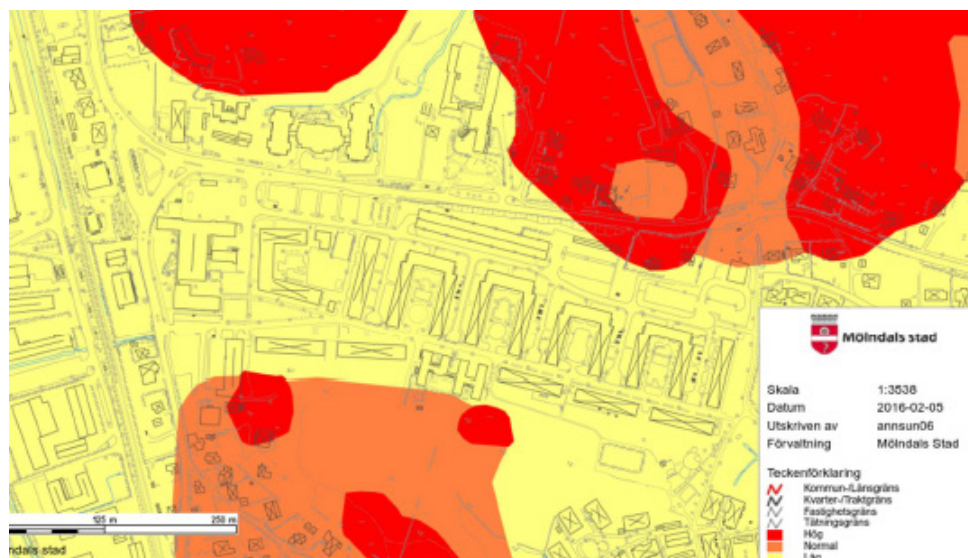 Mölndals stad
Skala 1:3538
Datum 2016-02-05
Utskriven av annsun06
Förvaltning Mölndals Stad
Teckenförklaring
Kommun-/Länsgräns
Kvarter-/Traktgräns
Fastighetsgräns
Tätningsgräns
Hög
Normal
Låg
125 m 250 m
ndals stad